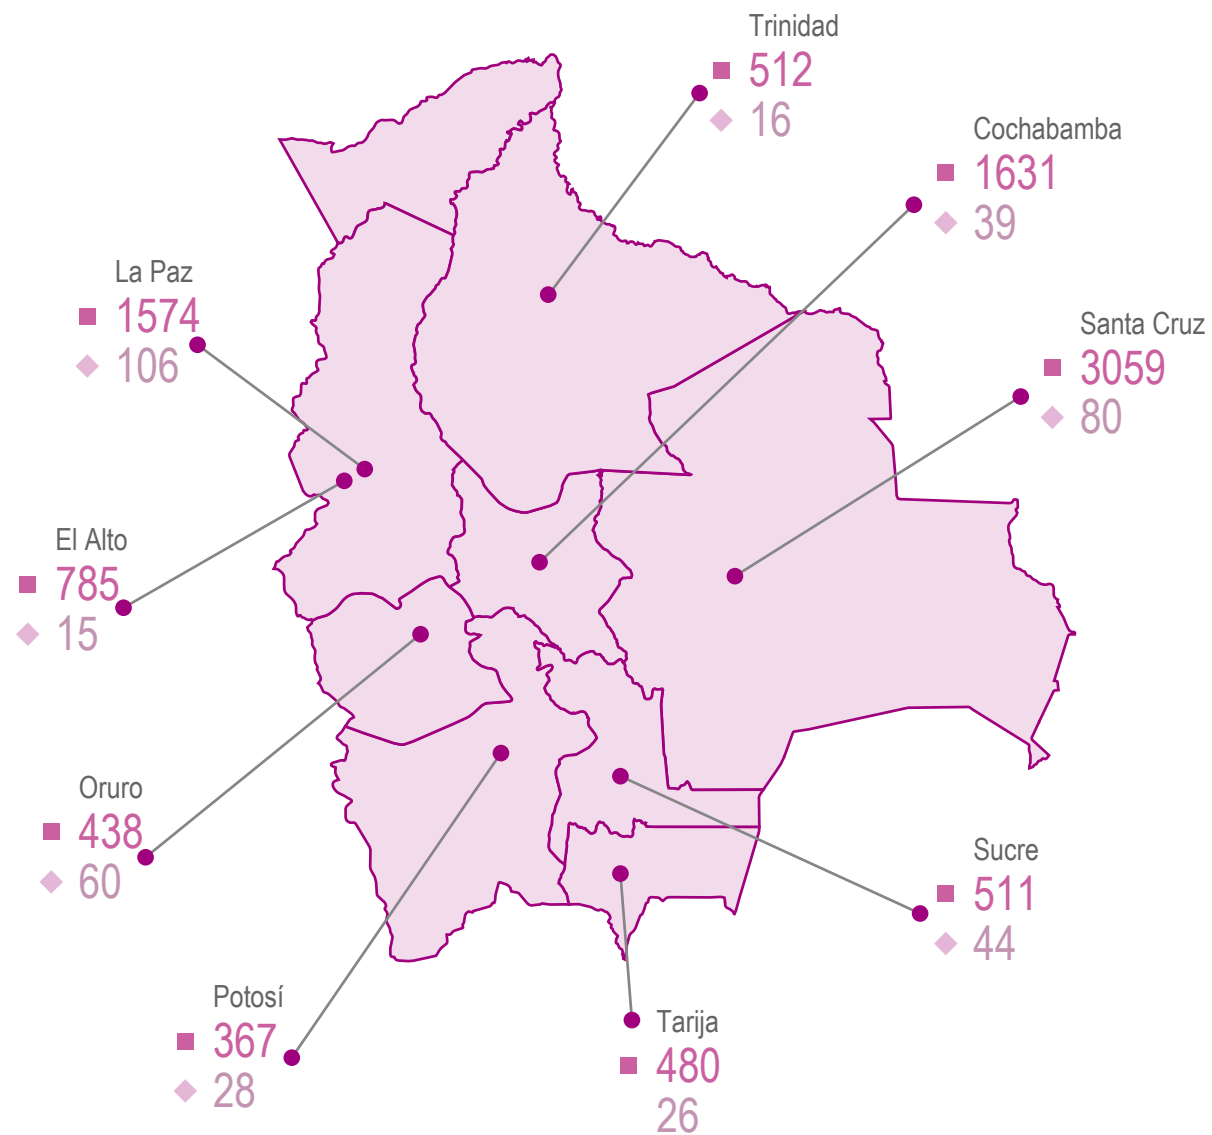 Trinidad
512
16
Cochabamba
1631
39
La Paz
1574
106
Santa Cruz
3059
80
El Alto
785
15
Oruro
438
60
Sucre
511
44
Potosí
367
28
Tarija
480
26